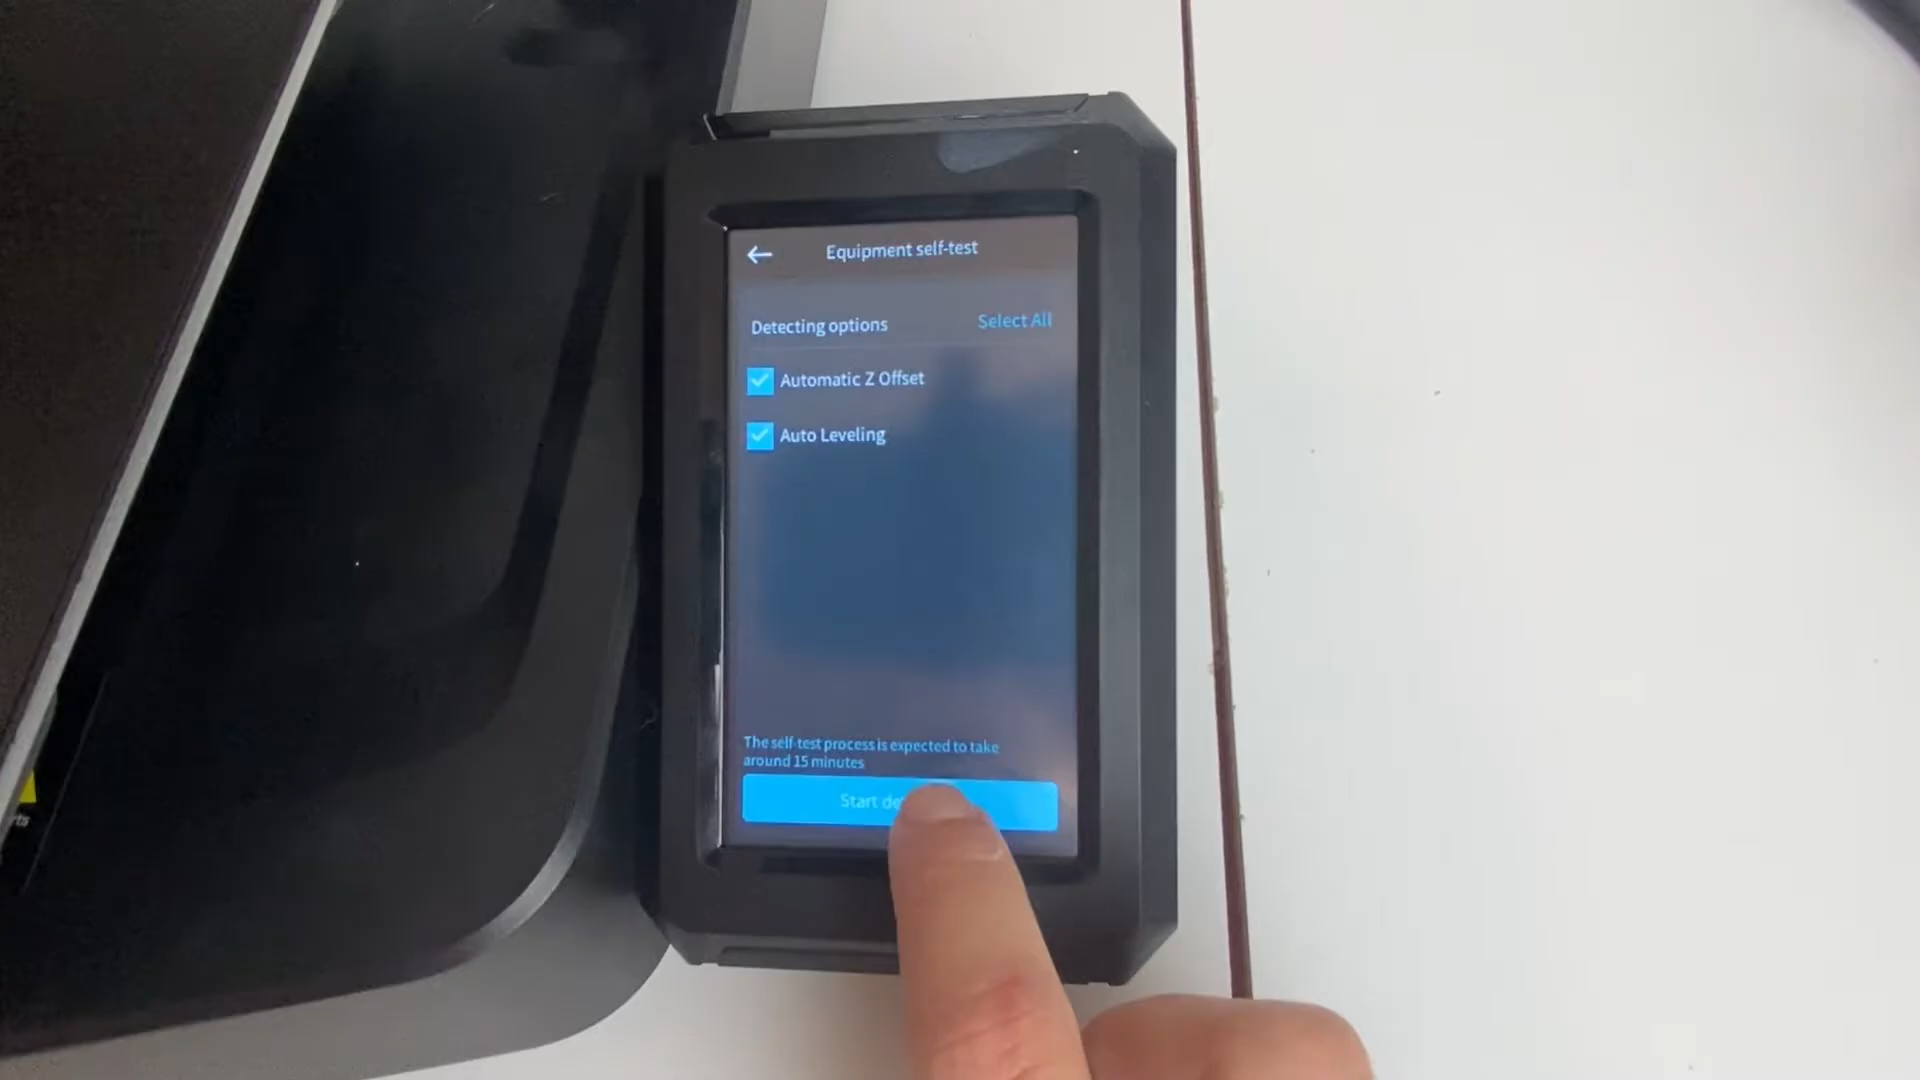 Equipment self-test
Detecting options Select All
Automatic Z Offset
Auto Leveling
The self-test process is expected to take
around 15 minutes
Start